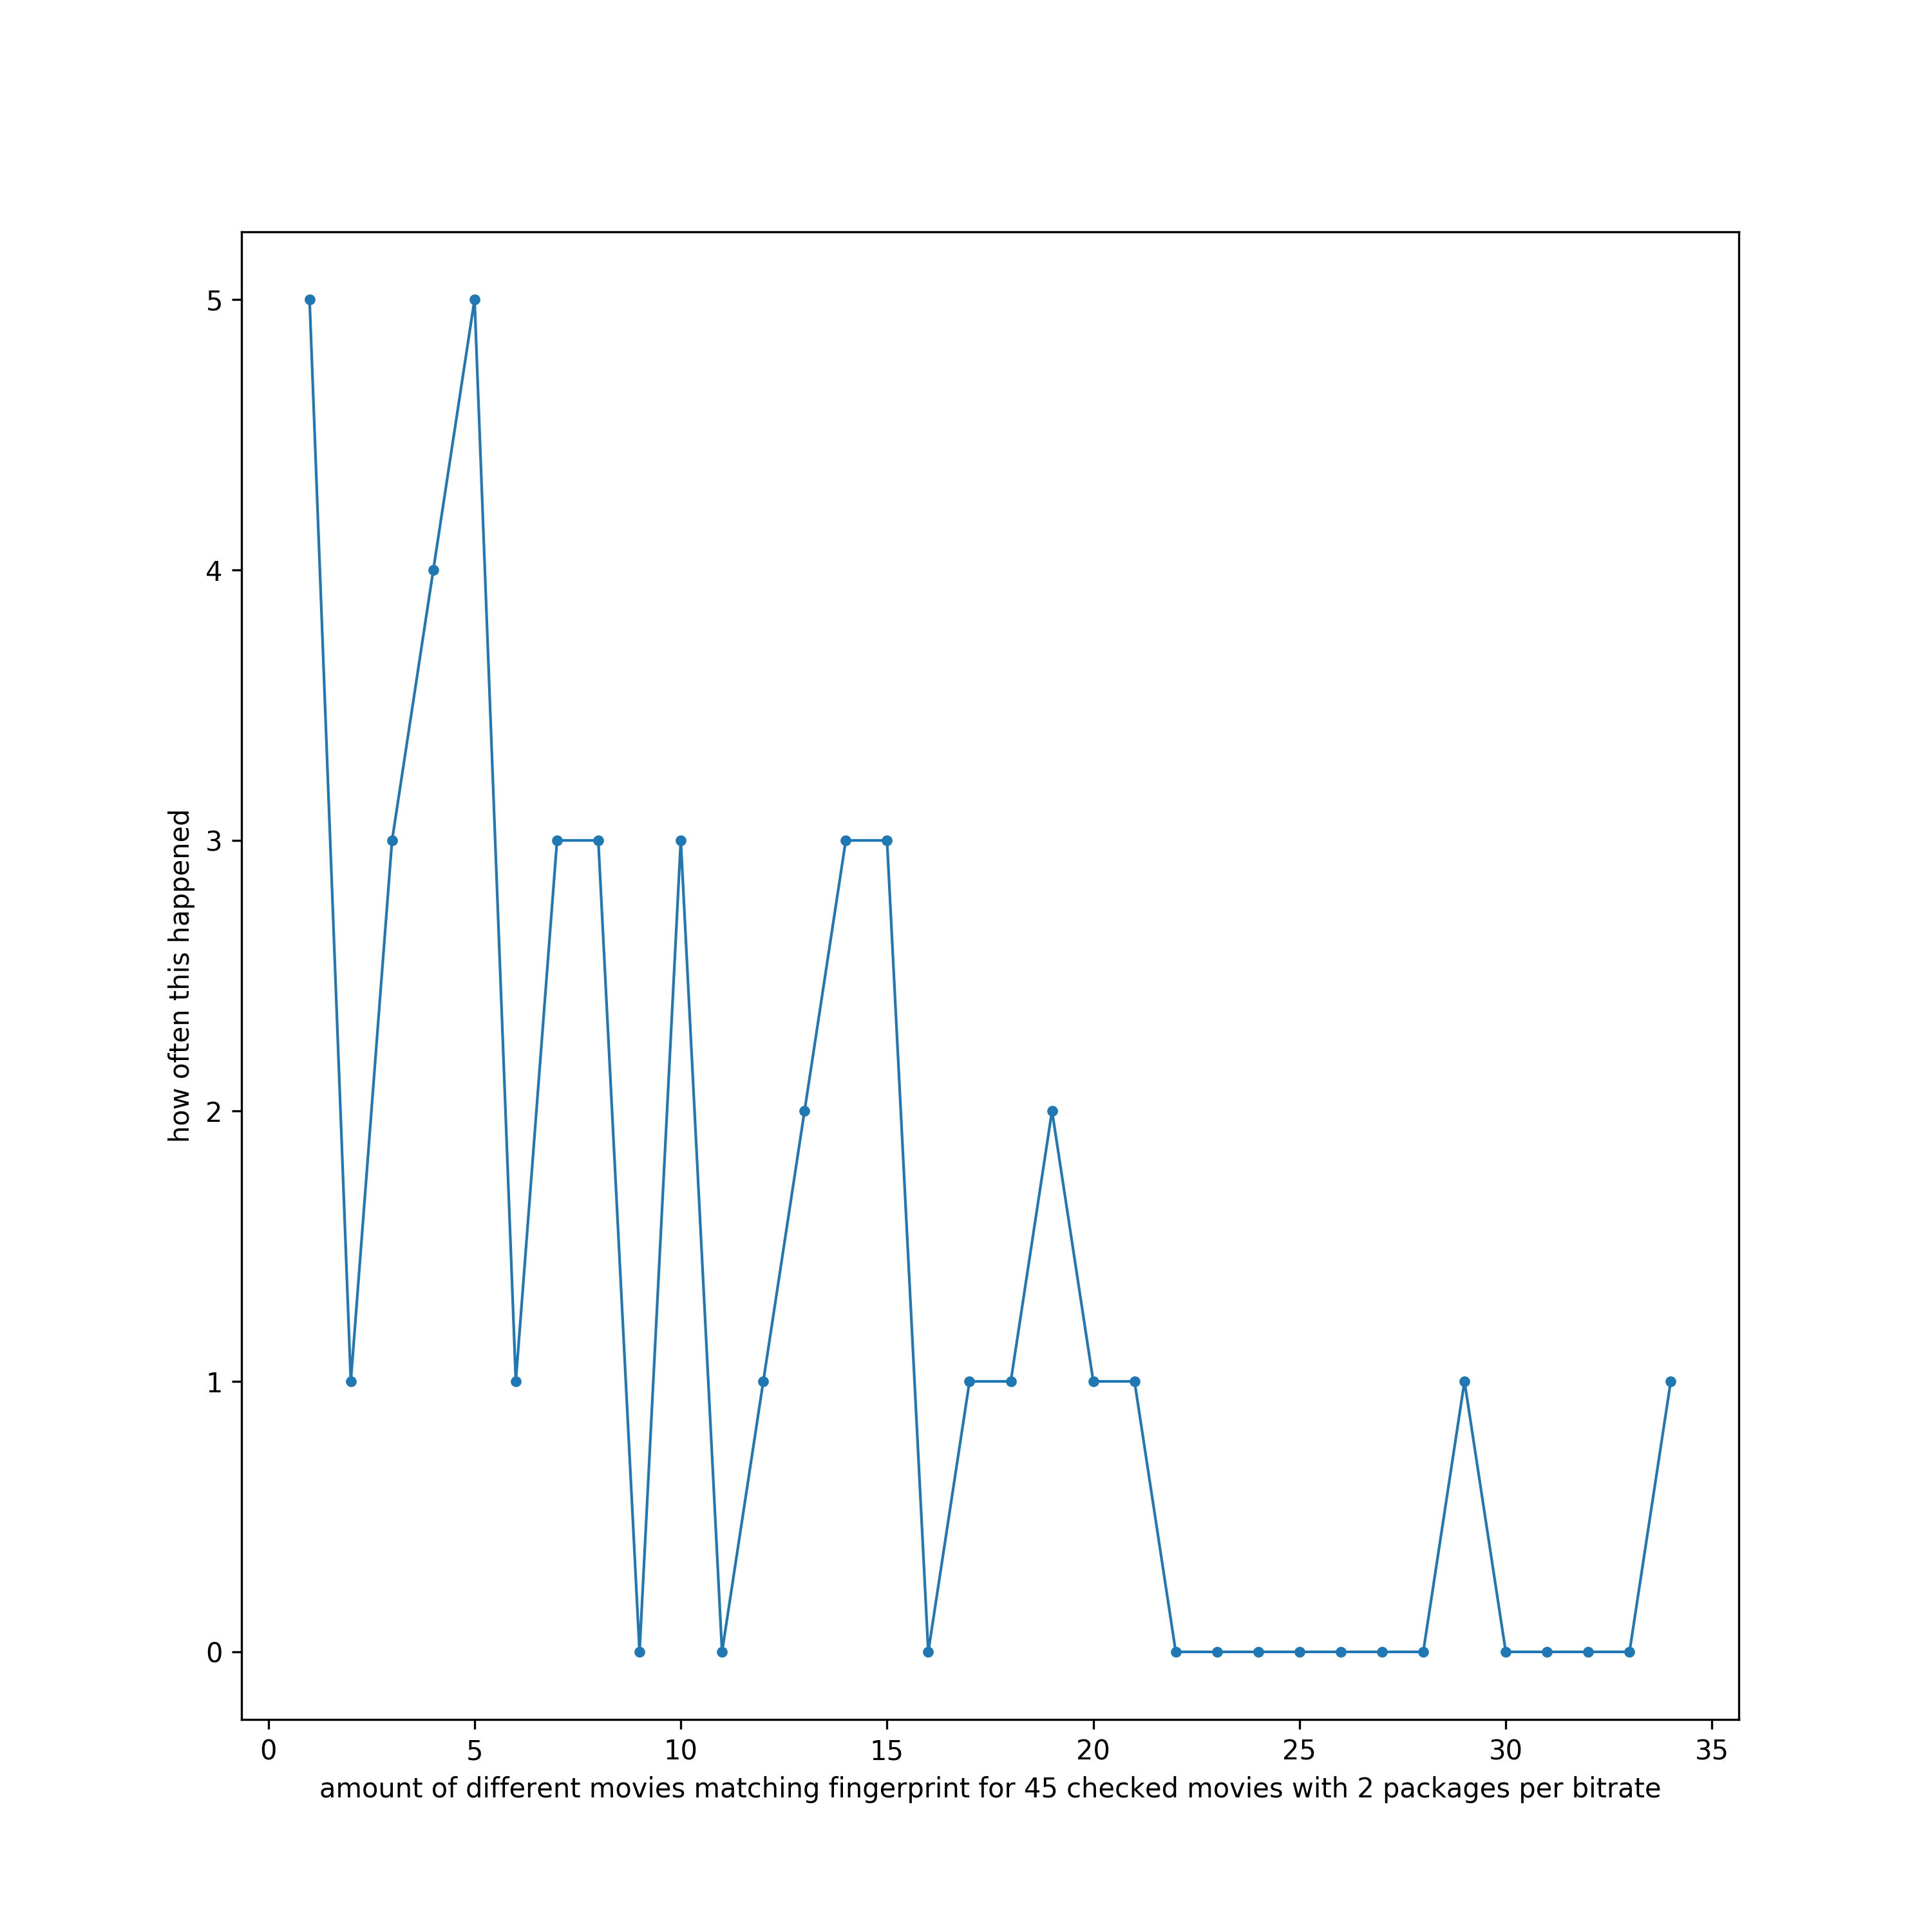 5
4
3
2
1
0
how often this happened
0 5 10 15 20 25 30 35
amount of different movies matching fingerprint for 45 checked movies with 2 packages per bitrate